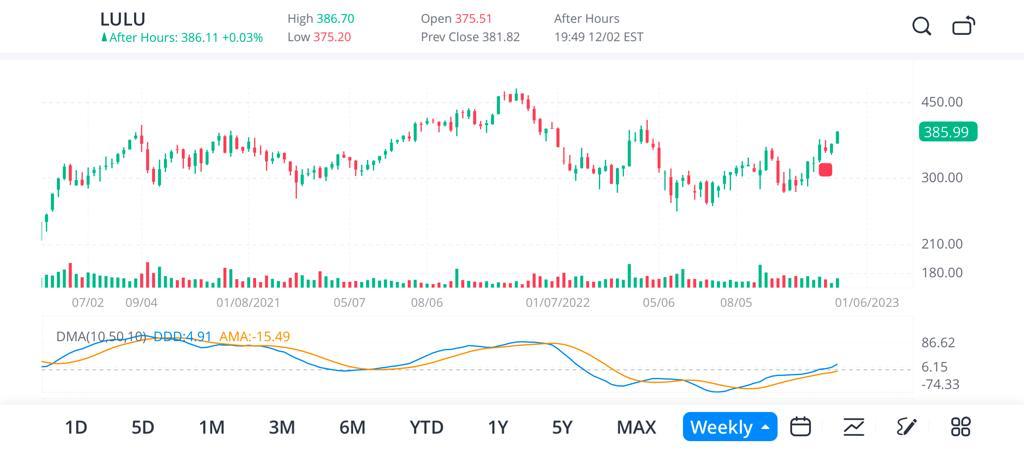 LULU
After Hours: 386.11 +0.03%
High 386.70
Low 375.20
Open 375.51
Prev Close 381.82
After Hours
19:49 12/02 EST
450.00
385.99
300.00
210.00
180.00
07/02 09/04 01/08/2021 05/07 08/06 01/07/2022 05/06 08/05 01/06/2023
DMA(10,50,10) DDD:4.91 AMA:-15.49
86.62
6.15
-74.33
1D 5D 1M 3M 6M YTD 1Y 5Y MAX Weekly